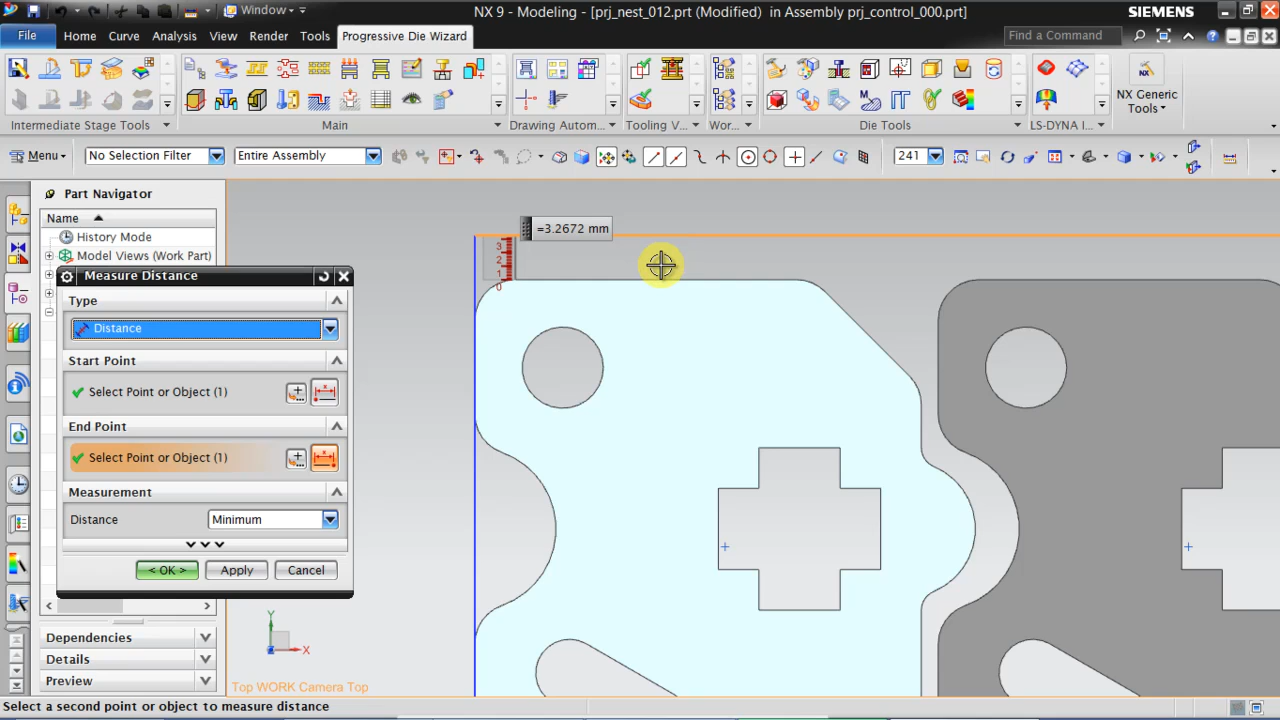 Window
NX 9 - Modeling - [prj_nest_012.prt (Modified) in Assembly prj_control_000.prt]
SIEMENS
File
Home
Curve
Analysis
View
Render
Tools
Progressive Die Wizard
Find a Command
NX Generic
Tools
Intermediate Stage Tools
Main
Drawing Autom...
Tooling V...
Wor...
Die Tools
LS-DYNA I...
Menu
No Selection Filter
Entire Assembly
241
Part Navigator
Name
History Mode
Model Views (Work Part)
Measure Distance
Type
Distance
Start Point
Select Point or Object (1)
End Point
Select Point or Object (1)
Measurement
Distance
Minimum
< OK >
Apply
Cancel
=3.2672 mm
3
2
1
0
Y
X
Dependencies
Details
Preview
Top WORK Camera Top
Select a second point or object to measure distance